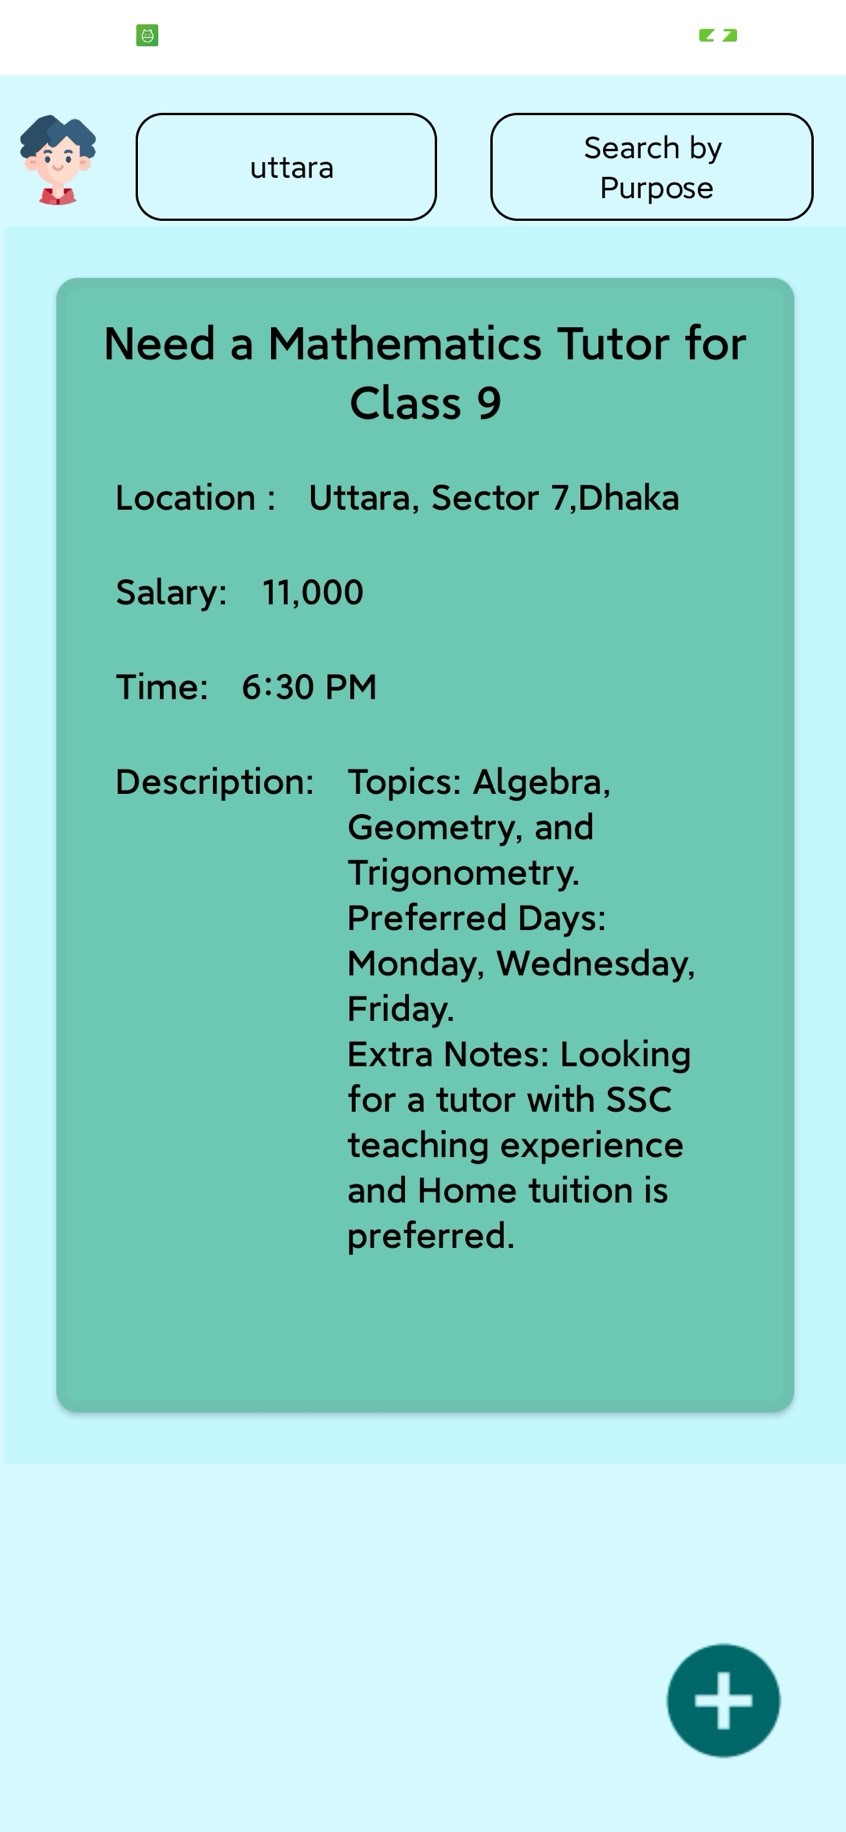 uttara
Search by
Purpose
Need a Mathematics Tutor for
Class 9
Location : Uttara, Sector 7,Dhaka
Salary: 11,000
Time: 6:30 PM
Description: Topics: Algebra,
Geometry, and
Trigonometry.
Preferred Days:
Monday, Wednesday,
Friday.
Extra Notes: Looking
for a tutor with SSC
teaching experience
and Home tuition is
preferred.